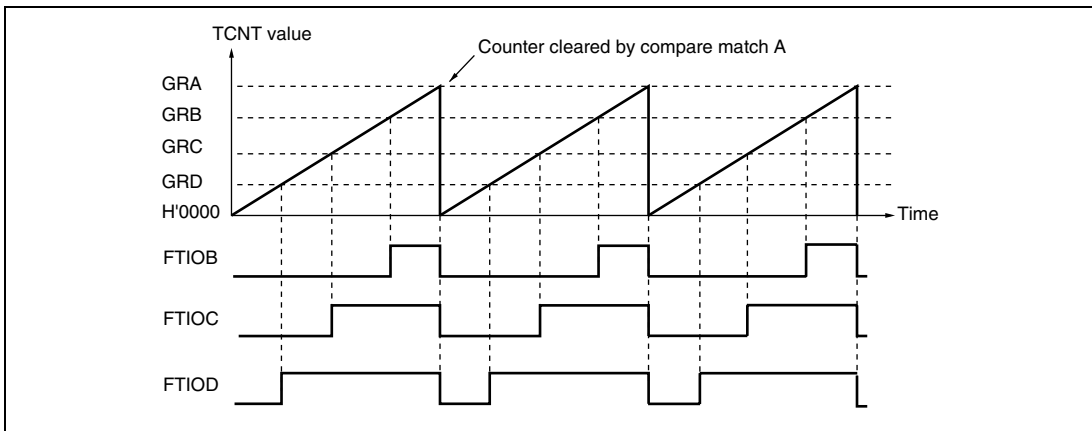 TCNT value
Counter cleared by compare match A
GRA
GRB
GRC
GRD
H'0000
Time
FTIOB
FTIOC
FTIOD